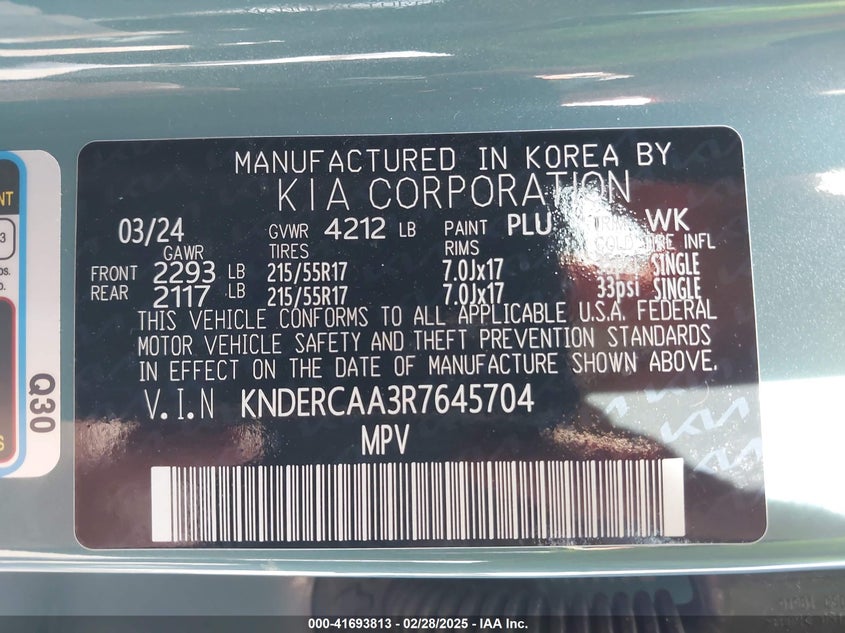 MANUFACTURED IN KOREA BY
KIA CORPORATION
03/24 GVWR 4212 LB PAINT PLU WK
GAWR TIRES RIMS COLD TIRE INFL
FRONT 2293 LB 215/55R17 7.0Jx17 SINGLE
REAR 2117 LB 215/55R17 7.0Jx17 33psi SINGLE
THIS VEHICLE CONFORMS TO ALL APPLICABLE U.S.A. FEDERAL
MOTOR VEHICLE SAFETY AND THEFT PREVENTION STANDARDS
IN EFFECT ON THE DATE OF MANUFACTURE SHOWN ABOVE.
V.I.N KNDERCAA3R7645704
MPV
Q30
000-41693813 - 02/28/2025 - IAA Inc.